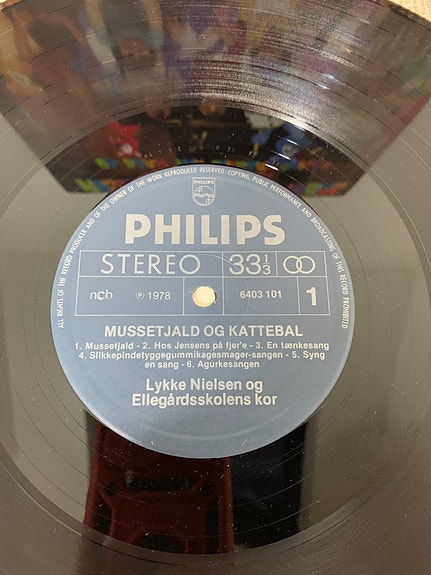 ALL RIGHTS OF THE RECORD PRODUCER AND OF THE OWNER OF THE WORK REPRODUCED RESERVED. COPYING, PUBLIC PERFORMANCE AND BROADCASTING OF THIS RECORD PROHIBITED
PHILIPS
PHILIPS
STEREO 33 1/3
ncb ℗ 1978 6403 101 1
MUSSETJALD OG KATTEBAL
1. Mussetjald - 2. Hos Jensens på fjer'e - 3. En tænkesang
4. Slikkepindetyggegummikagesmager-sangen - 5. Syng
en sang - 6. Agurkesangen
Lykke Nielsen og
Ellegårdsskolens kor